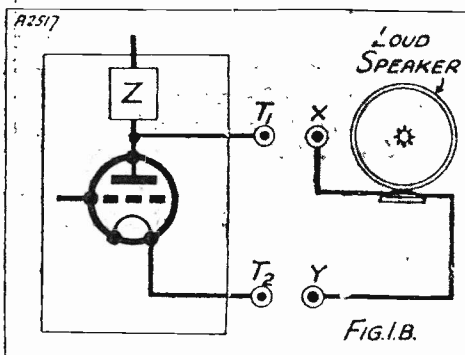 A2517
LOUD
SPEAKER
Z
T1
X
T2
Y
FIG.1.B.